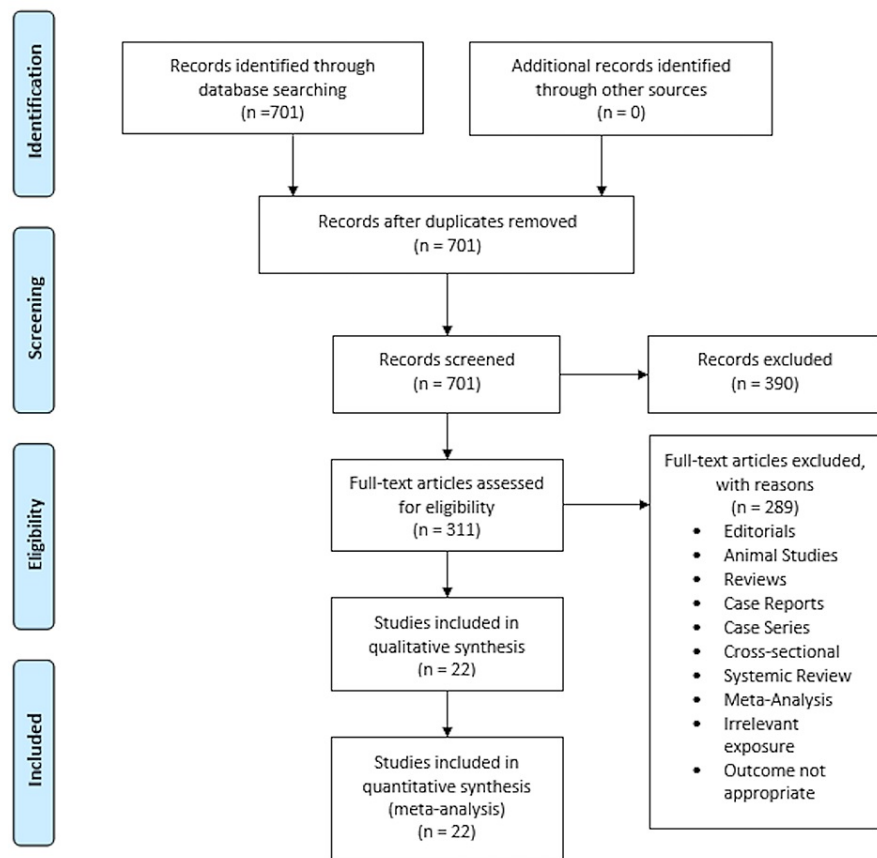 Identification
Records identified through
database searching
(n =701)
Additional records identified
through other sources
(n = 0)
Records after duplicates removed
(n = 701)
Screening
Records screened
(n = 701)
Records excluded
(n = 390)
Eligibility
Full-text articles assessed
for eligibility
(n = 311)
Full-text articles excluded,
with reasons
(n = 289)
• Editorials
• Animal Studies
• Reviews
• Case Reports
• Case Series
• Cross-sectional
• Systemic Review
• Meta-Analysis
• Irrelevant
exposure
• Outcome not
appropriate
Studies included in
qualitative synthesis
(n = 22)
Included
Studies included in
quantitative synthesis
(meta-analysis)
(n = 22)